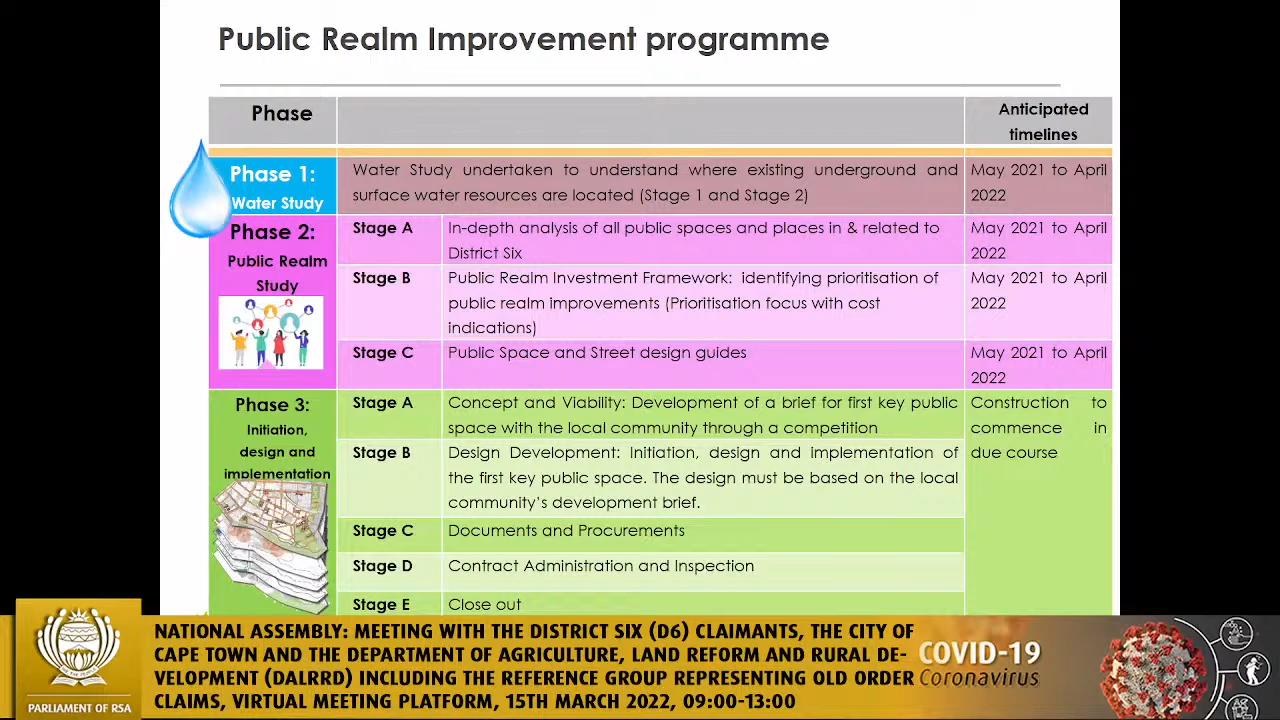 Public Realm Improvement programme
Phase
Anticipated
timelines
Phase 1:
Water Study
Water Study undertaken to understand where existing underground and
surface water resources are located (Stage 1 and Stage 2)
May 2021 to April
2022
Phase 2:
Public Realm
Study
Stage A
In-depth analysis of all public spaces and places in & related to
District Six
May 2021 to April
2022
Stage B
Public Realm Investment Framework: identifying prioritisation of
public realm improvements (Prioritisation focus with cost
indications)
May 2021 to April
2022
Stage C
Public Space and Street design guides
May 2021 to April
2022
Phase 3:
Initiation,
design and
implementation
Stage A
Concept and Viability: Development of a brief for first key public
space with the local community through a competition
Construction to
commence in
due course
Stage B
Design Development: Initiation, design and implementation of
the first key public space. The design must be based on the local
community's development brief.
Stage C
Documents and Procurements
Stage D
Contract Administration and Inspection
Stage E
Close out
PARLIAMENT OF RSA
NATIONAL ASSEMBLY: MEETING WITH THE DISTRICT SIX (D6) CLAIMANTS, THE CITY OF
CAPE TOWN AND THE DEPARTMENT OF AGRICULTURE, LAND REFORM AND RURAL DE-
VELOPMENT (DALRRD) INCLUDING THE REFERENCE GROUP REPRESENTING OLD ORDER
CLAIMS, VIRTUAL MEETING PLATFORM, 15TH MARCH 2022, 09:00-13:00
COVID-19
Coronavirus